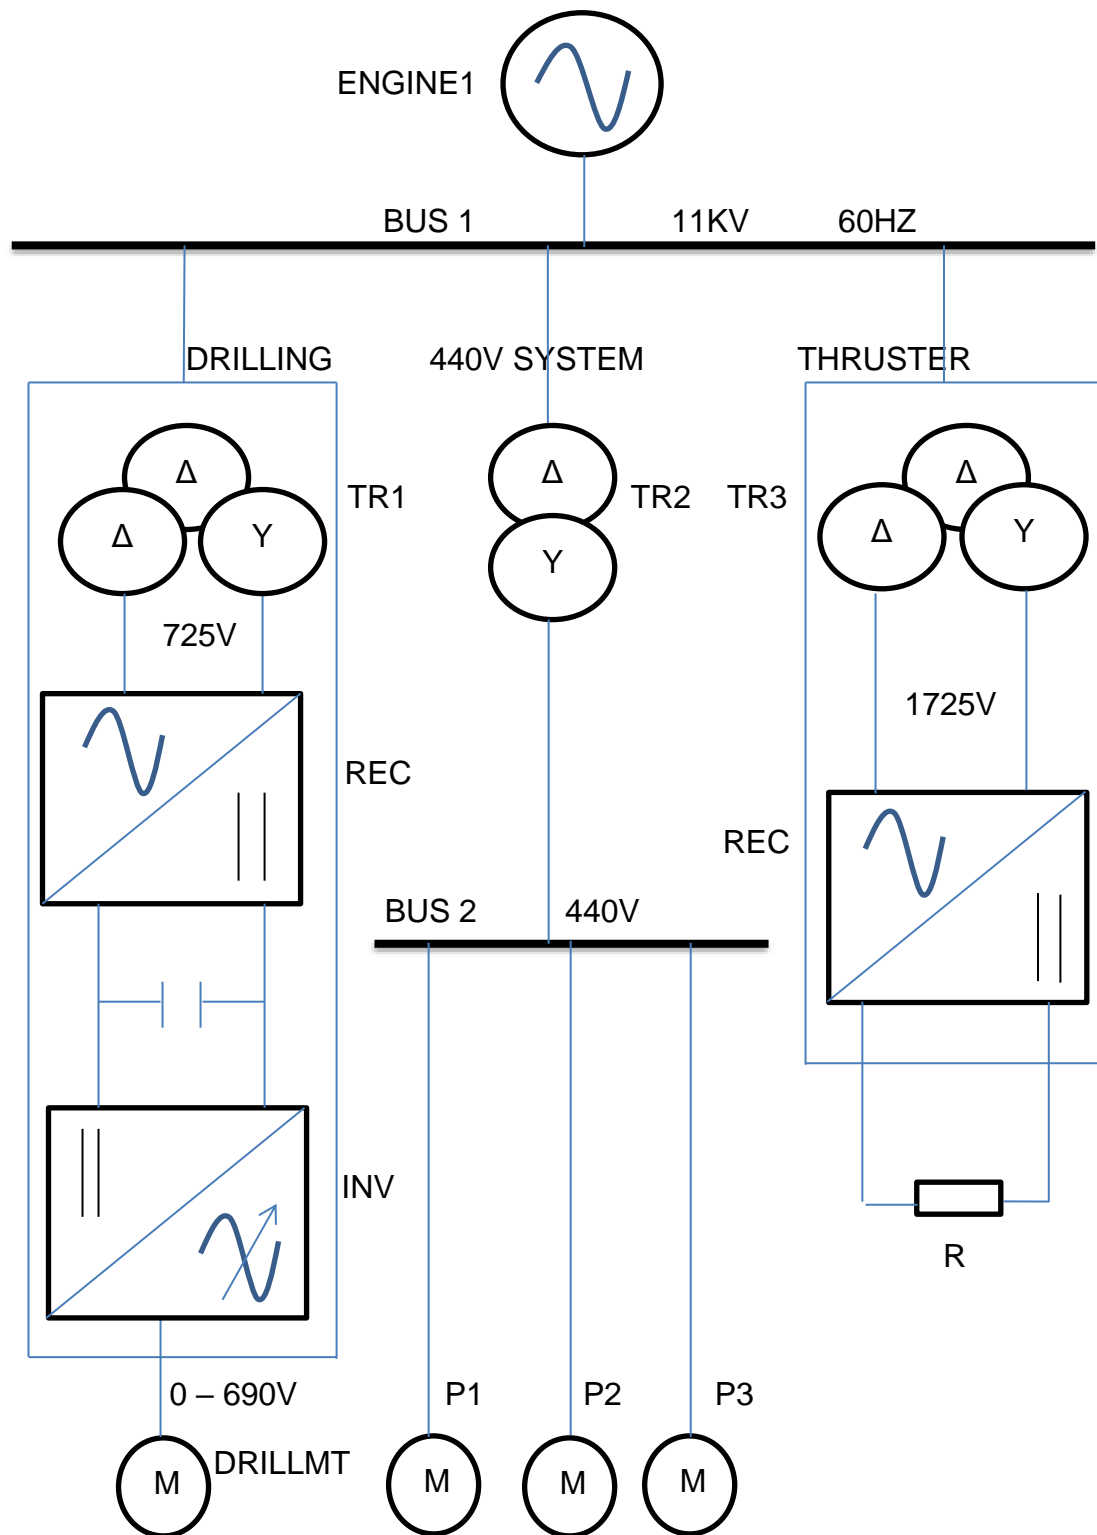 ENGINE1
BUS 1 11KV 60HZ
DRILLING 440V SYSTEM THRUSTER
Δ Δ Δ
TR1 TR2 TR3
Δ Y Y Δ Y
725V
1725V
REC
REC
BUS 2 440V
INV
R
0 – 690V P1 P2 P3
DRILLMT
M M M M